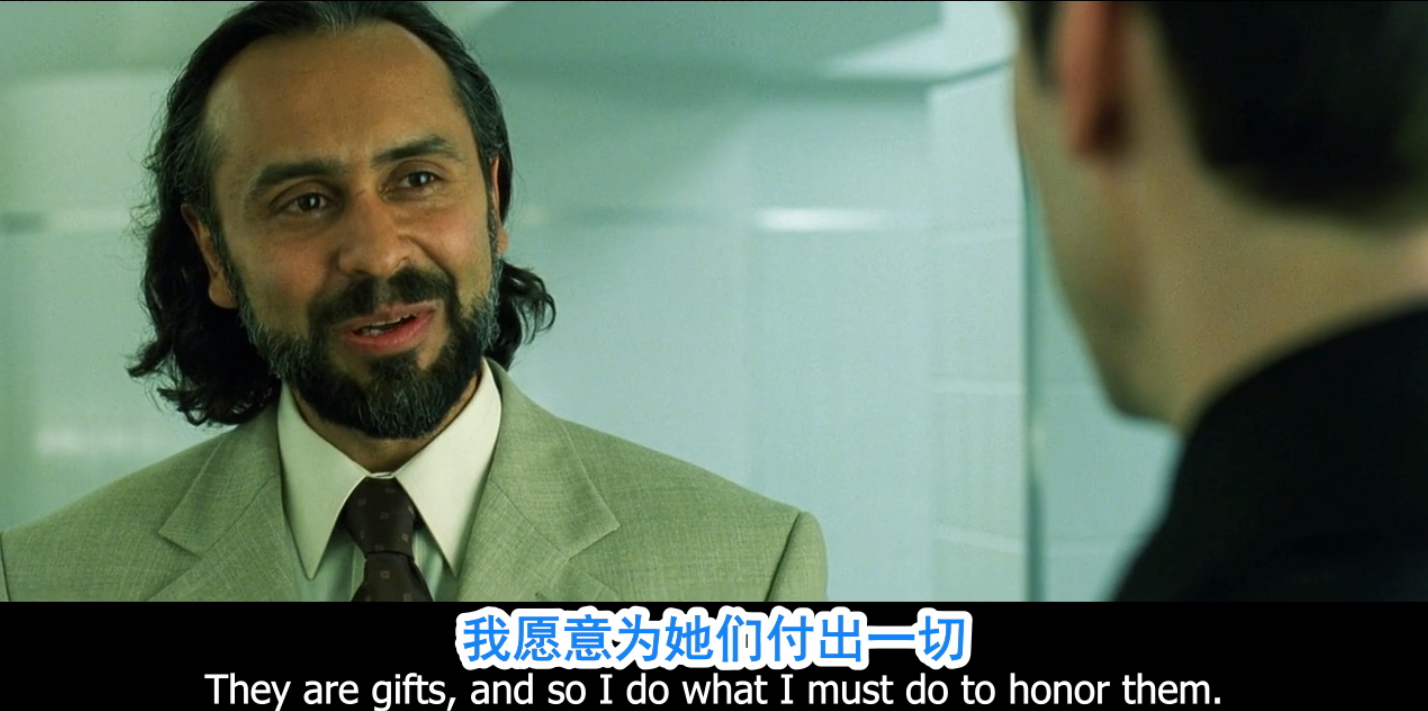 我愿意为她们付出一切
They are gifts, and so I do what I must do to honor them.